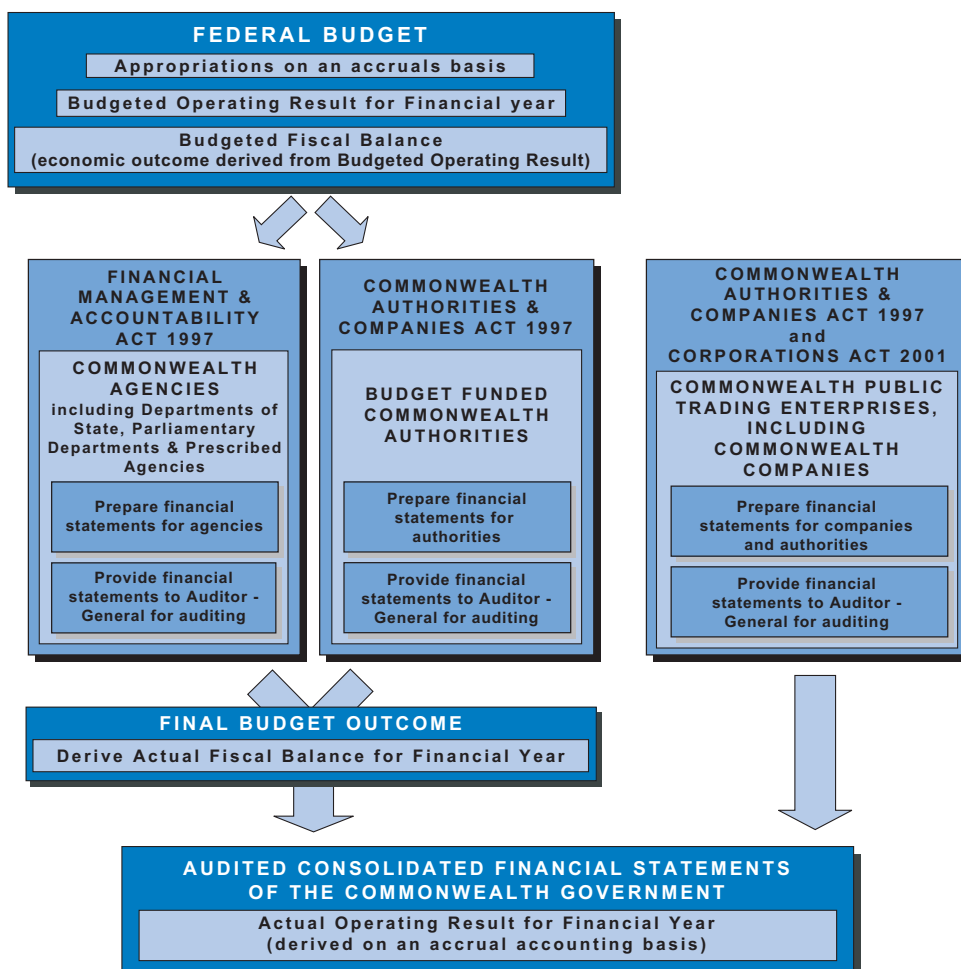 FEDERAL BUDGET
Appropriations on an accruals basis
Budgeted Operating Result for Financial year
Budgeted Fiscal Balance
(economic outcome derived from Budgeted Operating Result)
FINANCIAL
MANAGEMENT &
ACCOUNTABILITY
ACT 1997
COMMONWEALTH
AGENCIES
including Departments of
State, Parliamentary
Departments & Prescribed
Agencies
Prepare financial
statements for agencies
Provide financial
statements to Auditor -
General for auditing
COMMONWEALTH
AUTHORITIES &
COMPANIES ACT 1997
BUDGET FUNDED
COMMONWEALTH
AUTHORITIES
Prepare financial
statements for
authorities
Provide financial
statements to Auditor -
General for auditing
COMMONWEALTH
AUTHORITIES &
COMPANIES ACT 1997
and
CORPORATIONS ACT 2001
COMMONWEALTH PUBLIC
TRADING ENTERPRISES,
INCLUDING
COMMONWEALTH
COMPANIES
Prepare financial
statements for companies
and authorities
Provide financial
statements to Auditor -
General for auditing
FINAL BUDGET OUTCOME
Derive Actual Fiscal Balance for Financial Year
AUDITED CONSOLIDATED FINANCIAL STATEMENTS
OF THE COMMONWEALTH GOVERNMENT
Actual Operating Result for Financial Year
(derived on an accrual accounting basis)